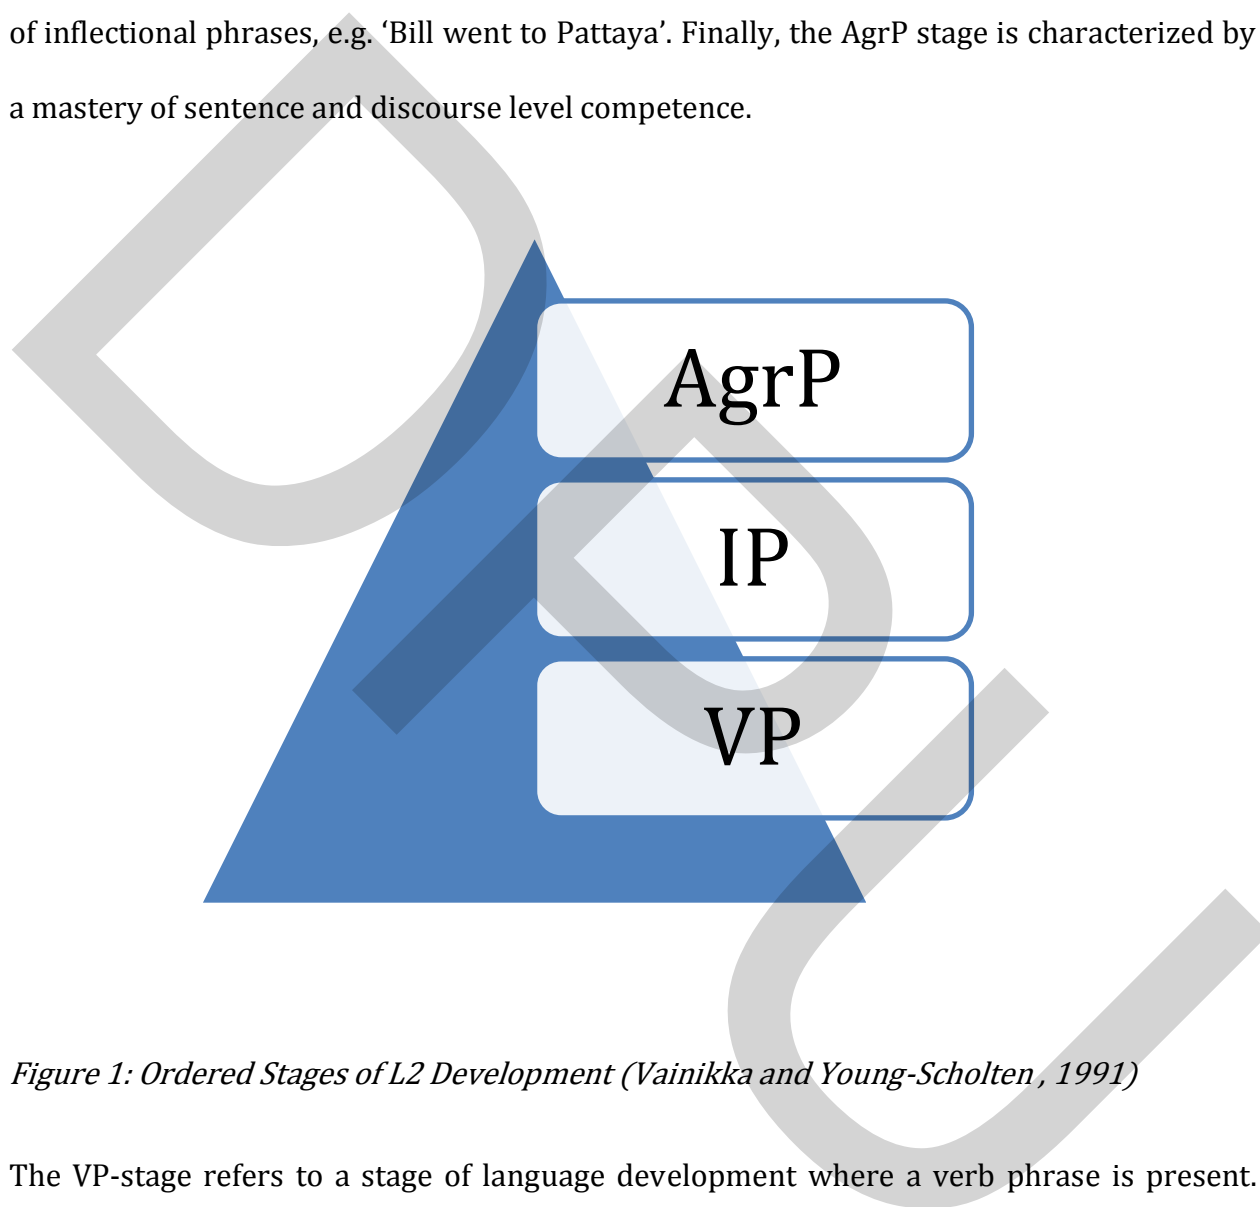 of inflectional phrases, e.g. ‘Bill went to Pattaya’. Finally, the AgrP stage is characterized by
a mastery of sentence and discourse level competence.
AgrP
IP
VP
Figure 1: Ordered Stages of L2 Development (Vainikka and Young-Scholten , 1991)
The VP-stage refers to a stage of language development where a verb phrase is present.
DPU